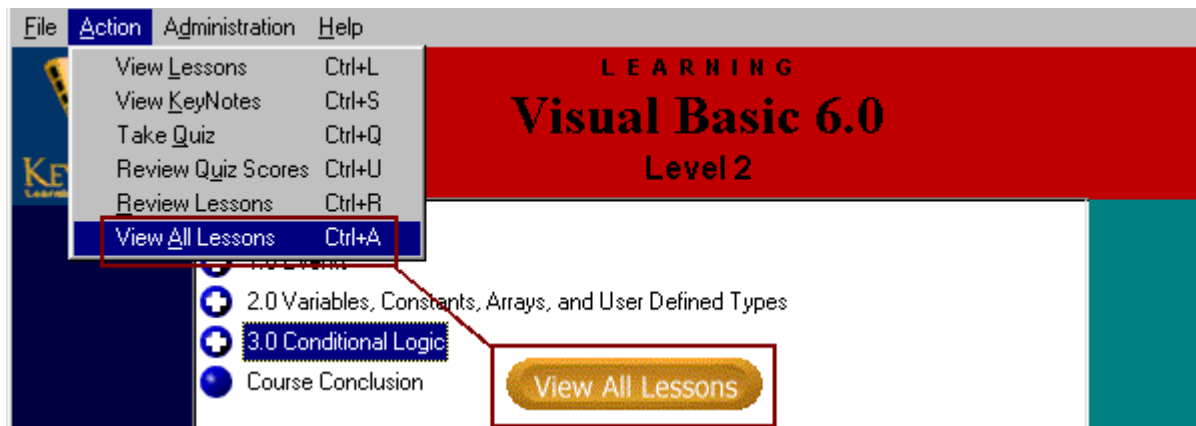 File Action Administration Help
View Lessons Ctrl+L
View KeyNotes Ctrl+S
Take Quiz Ctrl+Q
Review Quiz Scores Ctrl+U
Review Lessons Ctrl+R
View All Lessons Ctrl+A
LEARNING
Visual Basic 6.0
Level 2
2.0 Variables, Constants, Arrays, and User Defined Types
3.0 Conditional Logic
Course Conclusion
View All Lessons